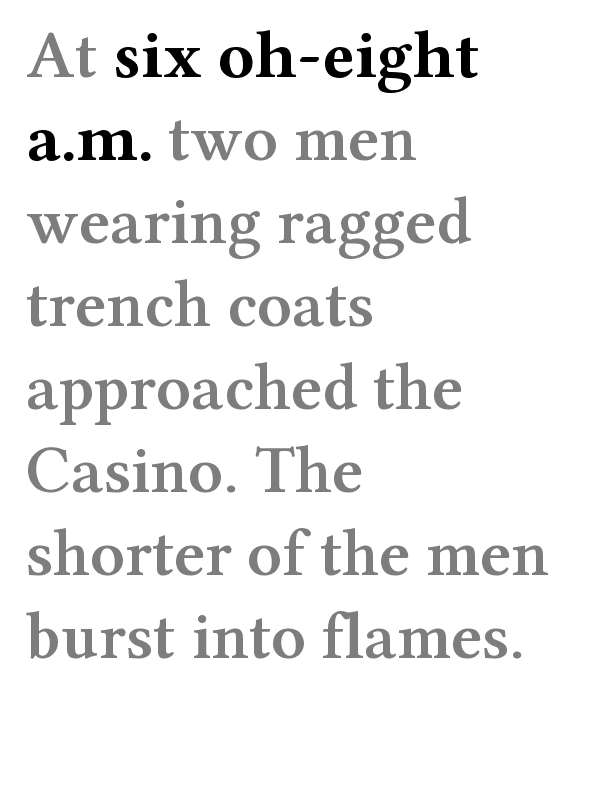 At six oh-eight
a.m. two men
wearing ragged
trench coats
approached the
Casino. The
shorter of the men
burst into flames.